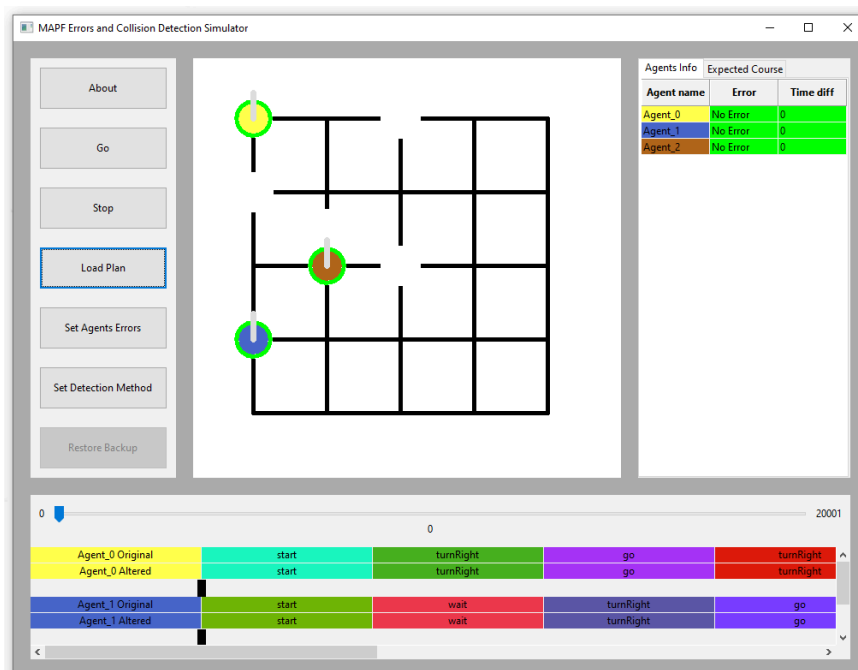 MAPF Errors and Collision Detection Simulator
About
Go
Stop
Load Plan
Set Agents Errors
Set Detection Method
Restore Backup
Agents Info Expected Course
Agent name Error Time diff
Agent_0 No Error 0
Agent_1 No Error 0
Agent_2 No Error 0
0 20001
0
Agent_0 Original start turnRight go turnRight
Agent_0 Altered start turnRight go turnRight
Agent_1 Original start wait turnRight go
Agent_1 Altered start wait turnRight go